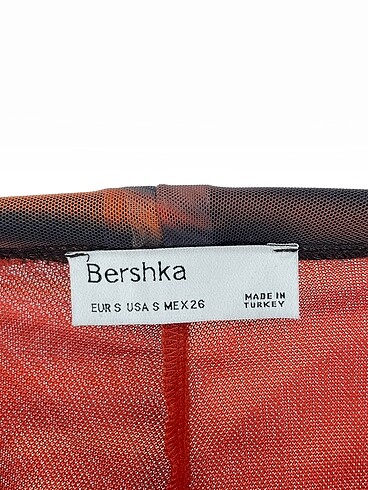 Bershka
EUR S USA S MEX 26
MADE IN
TURKEY